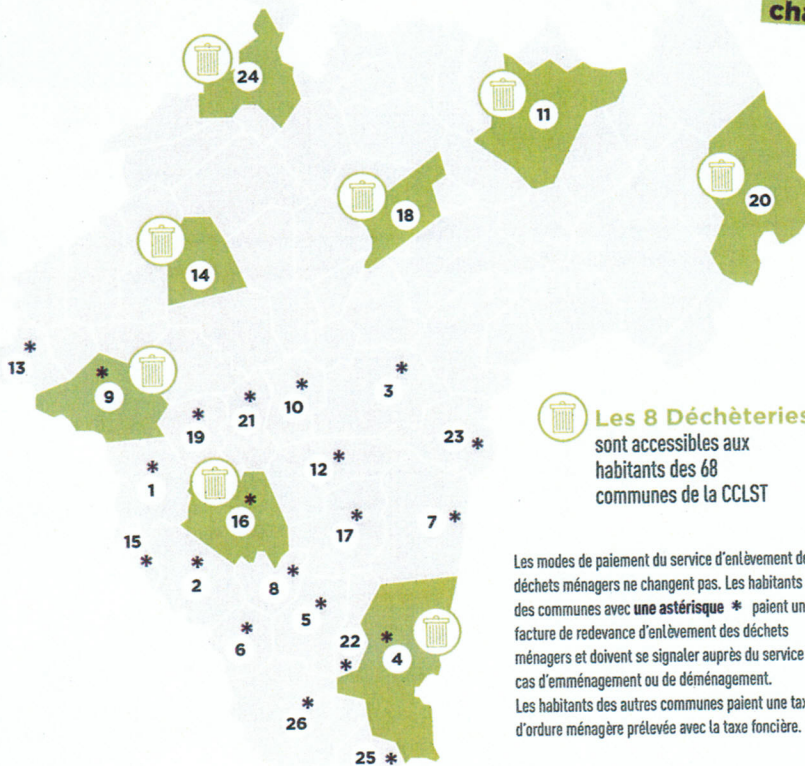 cha
24
11
18
20
14
13 *
* 9
* 3
* 10
* 21
* 19
23 *
Les 8 Déchèteries
sont accessibles aux
habitants des 68
communes de la CCLST
* 12
* 1
* 16
* 17
7 *
15 *
* 2
* 8
* 5
* 6
22 *
* 4
* 26
25 *
Les modes de paiement du service d'enlèvement de
déchets ménagers ne changent pas. Les habitants
des communes avec une astérisque * paient un
facture de redevance d'enlèvement des déchets
ménagers et doivent se signaler auprès du service
cas d'emménagement ou de déménagement.
Les habitants des autres communes paient une tax
d'ordure ménagère prélevée avec la taxe foncière.